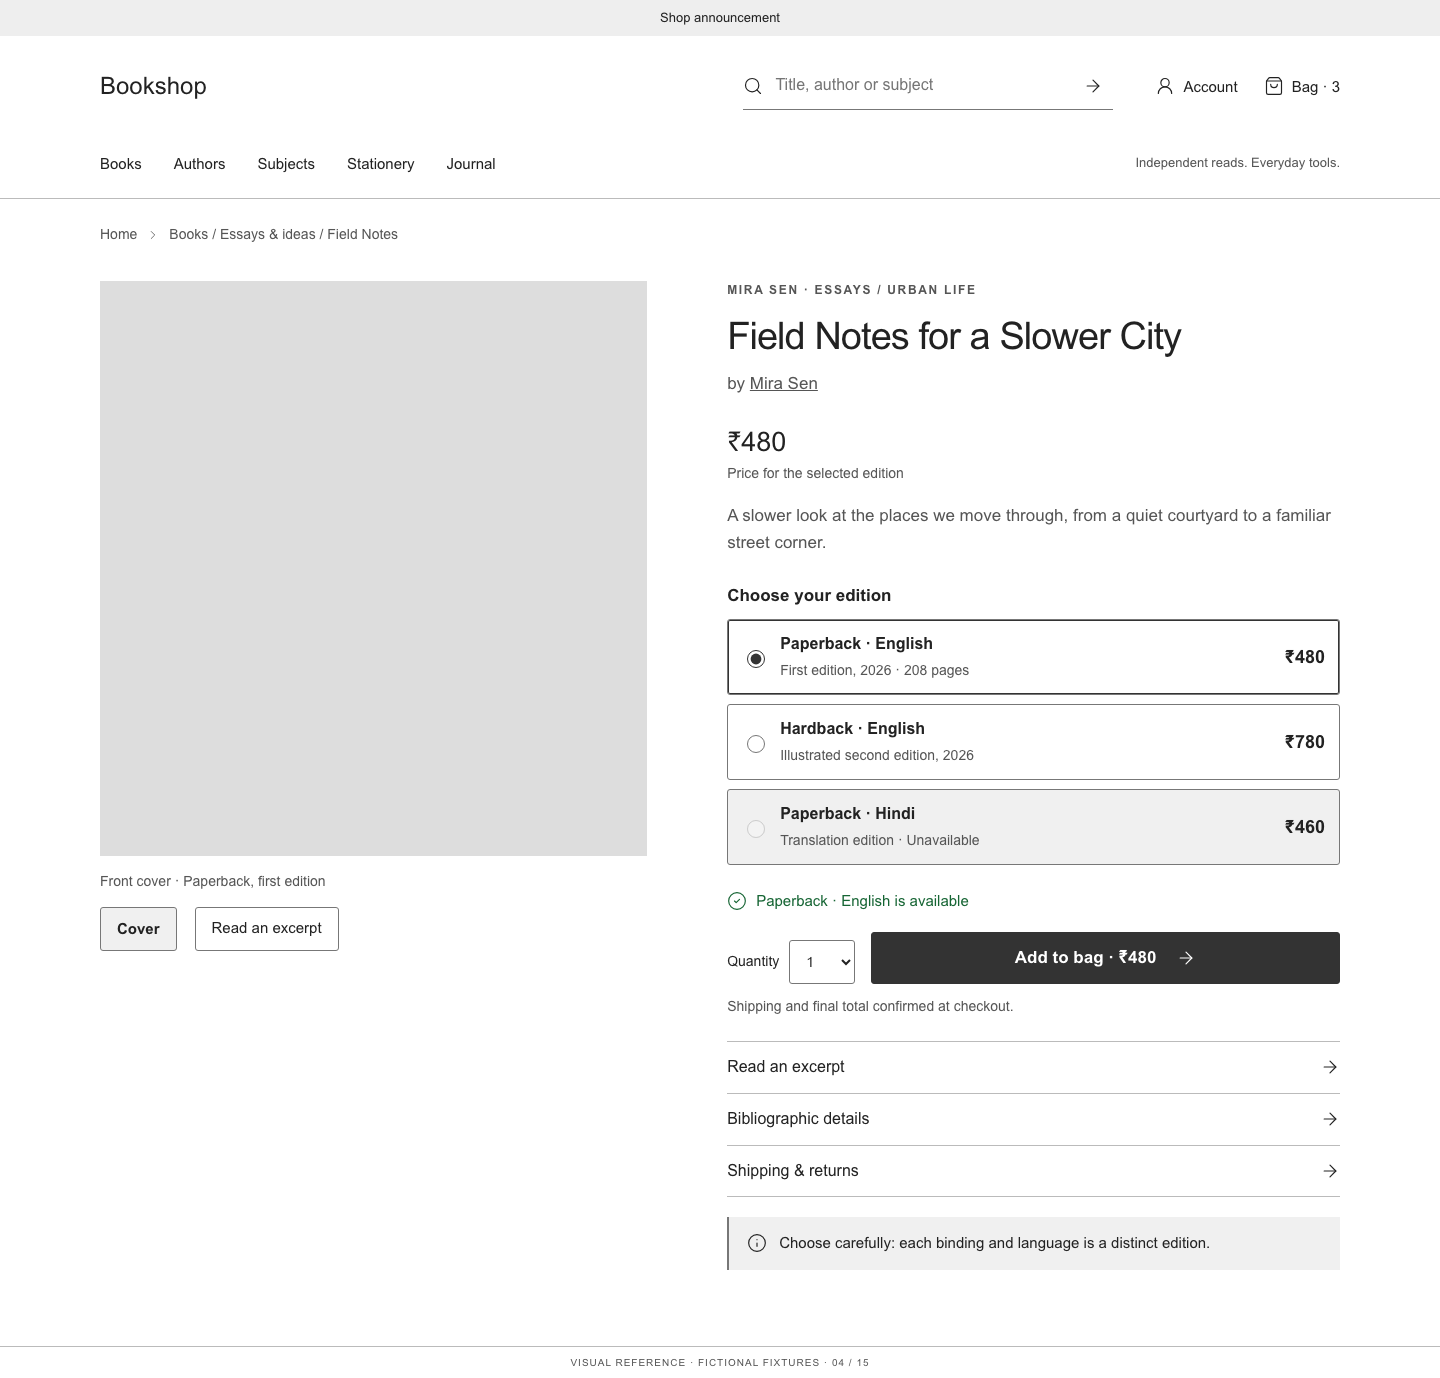 Shop announcement
Bookshop
Title, author or subject
Account
Bag · 3
Books
Authors
Subjects
Stationery
Journal
Independent reads. Everyday tools.
Home
Books / Essays & ideas / Field Notes
MIRA SEN · ESSAYS / URBAN LIFE
Field Notes for a Slower City
by Mira Sen
₹480
Price for the selected edition
A slower look at the places we move through, from a quiet courtyard to a familiar
street corner.
Choose your edition
Paperback · English
First edition, 2026 · 208 pages
₹480
Hardback · English
Illustrated second edition, 2026
₹780
Paperback · Hindi
Translation edition · Unavailable
₹460
Front cover · Paperback, first edition
Cover
Read an excerpt
Paperback · English is available
Quantity
1
Add to bag · ₹480
Shipping and final total confirmed at checkout.
Read an excerpt
Bibliographic details
Shipping & returns
Choose carefully: each binding and language is a distinct edition.
VISUAL REFERENCE · FICTIONAL FIXTURES · 04 / 15